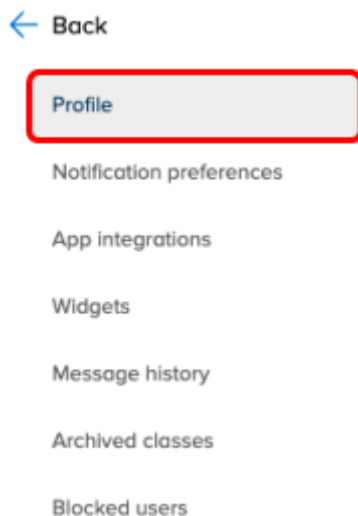 Back
Profile
Notification preferences
App integrations
Widgets
Message history
Archived classes
Blocked users